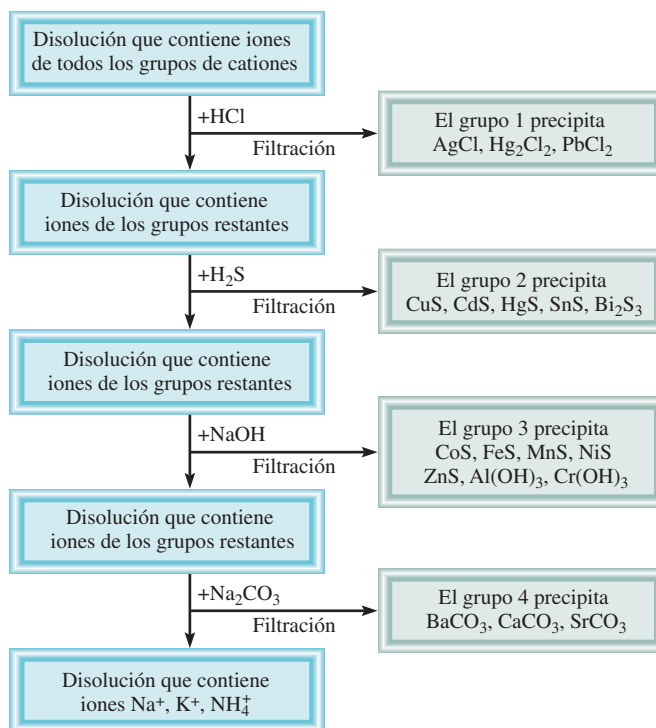 Disolución que contiene iones
de todos los grupos de cationes
+HCl
Filtración
El grupo 1 precipita
AgCl, Hg₂Cl₂, PbCl₂
Disolución que contiene
iones de los grupos restantes
+H₂S
Filtración
El grupo 2 precipita
CuS, CdS, HgS, SnS, Bi₂S₃
Disolución que contiene
iones de los grupos restantes
+NaOH
Filtración
El grupo 3 precipita
CoS, FeS, MnS, NiS
ZnS, Al(OH)₃, Cr(OH)₃
Disolución que contiene
iones de los grupos restantes
+Na₂CO₃
Filtración
El grupo 4 precipita
BaCO₃, CaCO₃, SrCO₃
Disolución que contiene
iones Na⁺, K⁺, NH₄⁺